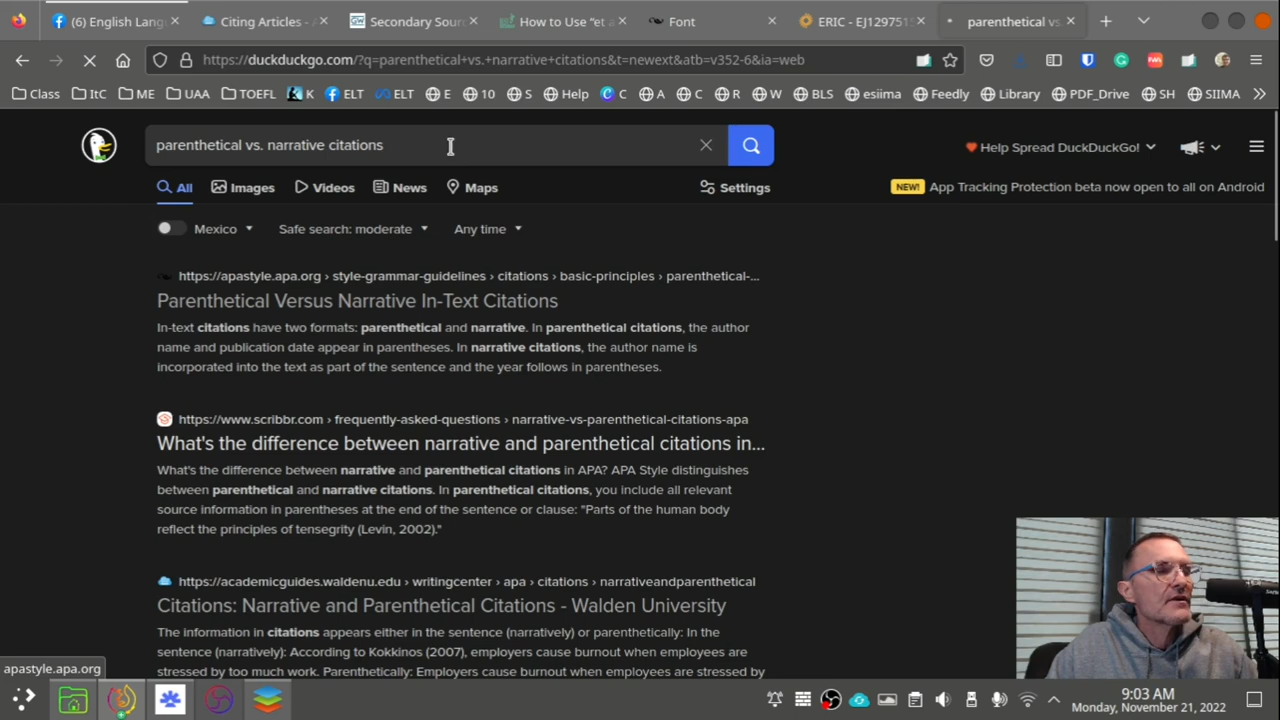 (6) English Lang
Citing Articles - A
Secondary Sour
How to Use "et a
Font
ERIC - EJ1297515
parenthetical vs.
https://duckduckgo.com/?q=parenthetical+vs.+narrative+citations&t=newext&atb=v352-6&ia=web
Class
ItC
ME
UAA
TOEFL
K
ELT
ELT
E
10
S
Help
C
A
C
R
W
BLS
esiima
Feedly
Library
PDF_Drive
SH
SIIMA
parenthetical vs. narrative citations
Help Spread DuckDuckGo!
All
Images
Videos
News
Maps
Settings
NEW! App Tracking Protection beta now open to all on Android
Mexico
Safe search: moderate
Any time
https://apastyle.apa.org › style-grammar-guidelines › citations › basic-principles › parenthetical-...
Parenthetical Versus Narrative In-Text Citations
In-text citations have two formats: parenthetical and narrative. In parenthetical citations, the author
name and publication date appear in parentheses. In narrative citations, the author name is
incorporated into the text as part of the sentence and the year follows in parentheses.
https://www.scribbr.com › frequently-asked-questions › narrative-vs-parenthetical-citations-apa
What's the difference between narrative and parenthetical citations in...
What's the difference between narrative and parenthetical citations in APA? APA Style distinguishes
between parenthetical and narrative citations. In parenthetical citations, you include all relevant
source information in parentheses at the end of the sentence or clause: "Parts of the human body
reflect the principles of tensegrity (Levin, 2002)."
https://academicguides.waldenu.edu › writingcenter › apa › citations › narrativeandparenthetical
Citations: Narrative and Parenthetical Citations - Walden University
The information in citations appears either in the sentence (narratively) or parenthetically: In the
sentence (narratively): According to Kokkinos (2007), employers cause burnout when employees are
stressed by too much work. Parenthetically: Employers cause burnout when employees are stressed by
apastyle.apa.org
9:03 AM
Monday, November 21, 2022